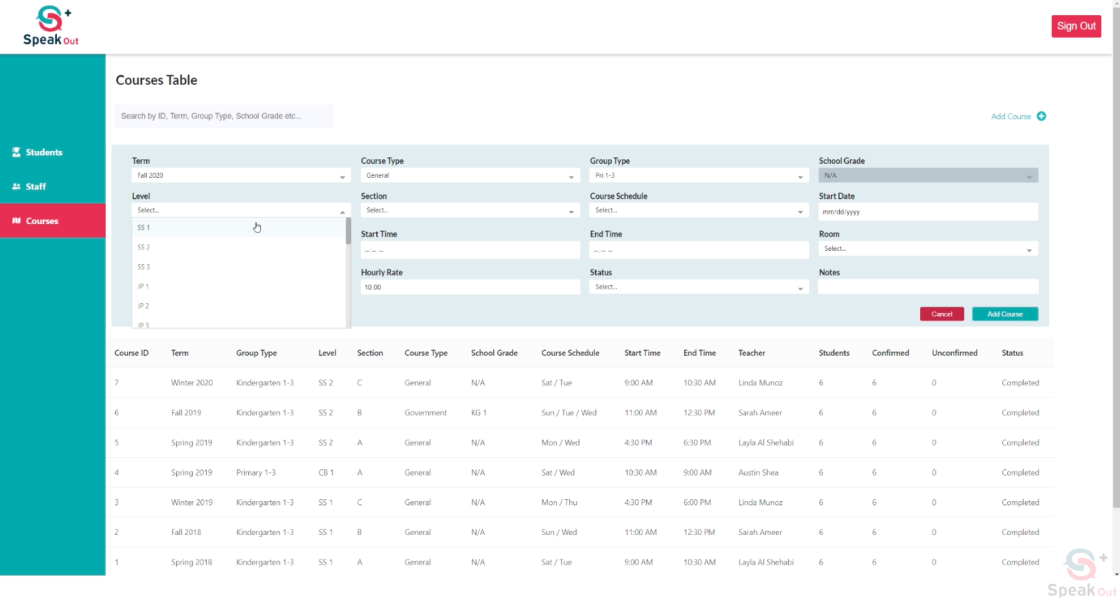 Speak Out
Sign Out
Courses Table
Search by ID, Term, Group Type, School Grade etc...
Add Course
Students
Staff
Courses
Term Course Type Group Type School Grade
Fall 2020 General Pri 1-3 N/A
Level Section Course Schedule Start Date
Select... Select... Select... mm/dd/yyyy
SS 1
SS 2
SS 3
JP 1
JP 2
JP 3
Start Time End Time Room
--:-- -- --:-- -- Select...
Hourly Rate Status Notes
10.00 Select...
Cancel Add Course
Course ID Term Group Type Level Section Course Type School Grade Course Schedule Start Time End Time Teacher Students Confirmed Unconfirmed Status
7 Winter 2020 Kindergarten 1-3 SS 2 C General N/A Sat / Tue 9:00 AM 10:30 AM Linda Munoz 6 6 0 Completed
6 Fall 2019 Kindergarten 1-3 SS 2 B Government KG 1 Sun / Tue / Wed 11:00 AM 12:30 PM Sarah Ameer 6 6 0 Completed
5 Spring 2019 Kindergarten 1-3 SS 2 A General N/A Mon / Wed 4:30 PM 6:30 PM Layla Al Shehabi 6 6 0 Completed
4 Spring 2019 Primary 1-3 CB 1 A General N/A Sat / Wed 10:30 AM 9:00 AM Austin Shea 6 6 0 Completed
3 Winter 2019 Kindergarten 1-3 SS 1 C General N/A Mon / Thu 4:30 PM 6:00 PM Linda Munoz 6 6 0 Completed
2 Fall 2018 Kindergarten 1-3 SS 1 B General N/A Sun / Wed 11:00 AM 12:30 PM Sarah Ameer 6 6 0 Completed
1 Spring 2018 Kindergarten 1-3 SS 1 A General N/A Sat / Tue 9:00 AM 10:30 AM Layla Al Shehabi 6 6 0 Completed
Speak Out